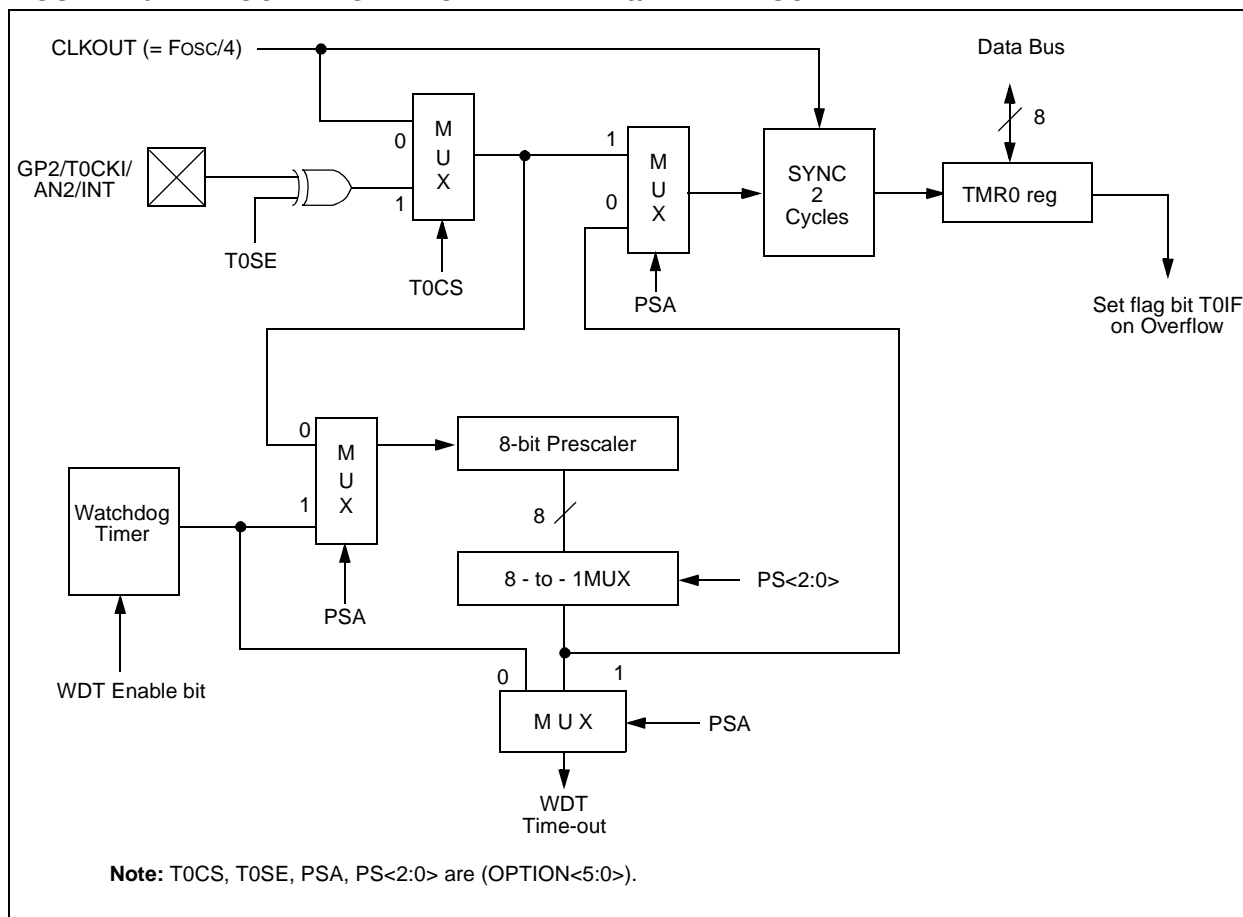 CLKOUT (= FOSC/4)
Data Bus
8
GP2/T0CKI/
AN2/INT
T0SE
0
1
M
U
X
T0CS
1
0
M
U
X
PSA
SYNC
2
Cycles
TMR0 reg
Set flag bit T0IF
on Overflow
0
1
M
U
X
PSA
8-bit Prescaler
8
8 - to - 1MUX
PS<2:0>
Watchdog
Timer
WDT Enable bit
0
1
M U X
PSA
WDT
Time-out
Note: T0CS, T0SE, PSA, PS<2:0> are (OPTION<5:0>).